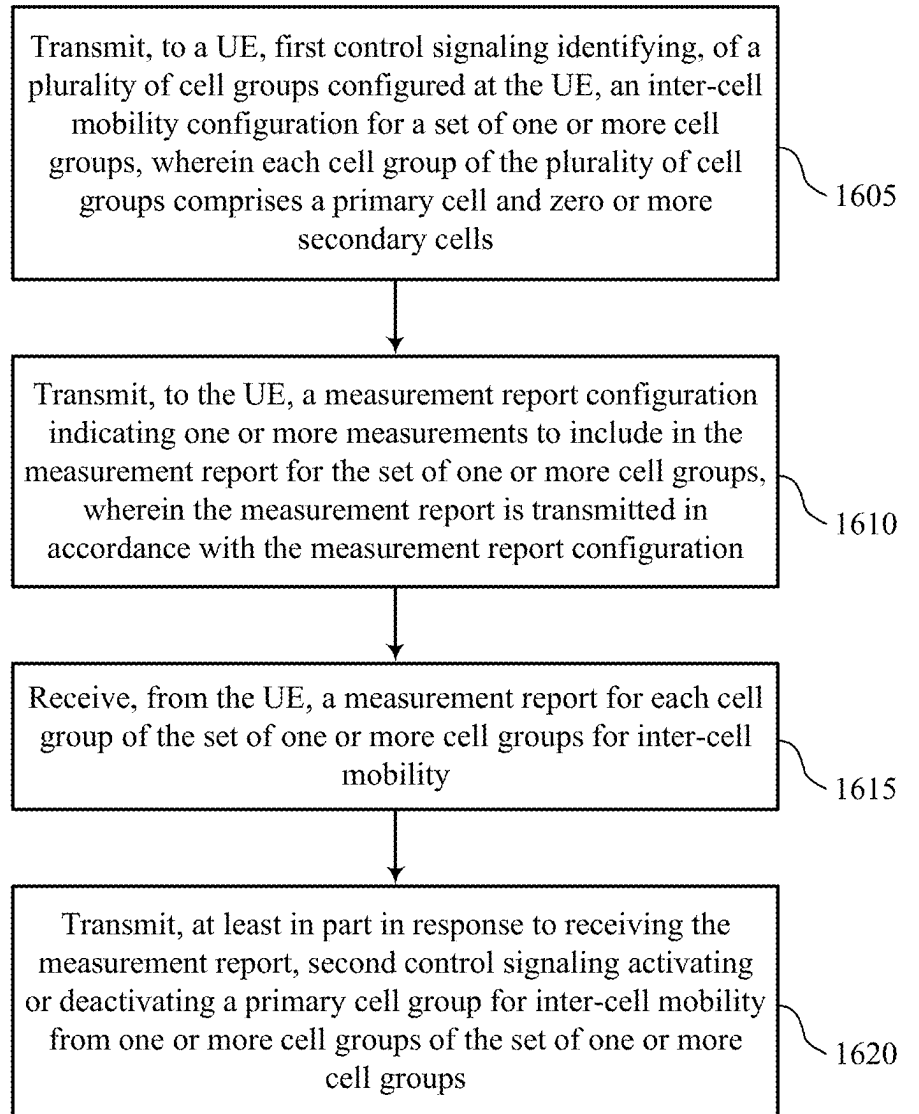 Transmit, to a UE, first control signaling identifying, of a
plurality of cell groups configured at the UE, an inter-cell
mobility configuration for a set of one or more cell
groups, wherein each cell group of the plurality of cell
groups comprises a primary cell and zero or more
secondary cells
1605
Transmit, to the UE, a measurement report configuration
indicating one or more measurements to include in the
measurement report for the set of one or more cell groups,
wherein the measurement report is transmitted in
accordance with the measurement report configuration
1610
Receive, from the UE, a measurement report for each cell
group of the set of one or more cell groups for inter-cell
mobility
1615
Transmit, at least in part in response to receiving the
measurement report, second control signaling activating
or deactivating a primary cell group for inter-cell mobility
from one or more cell groups of the set of one or more
cell groups
1620